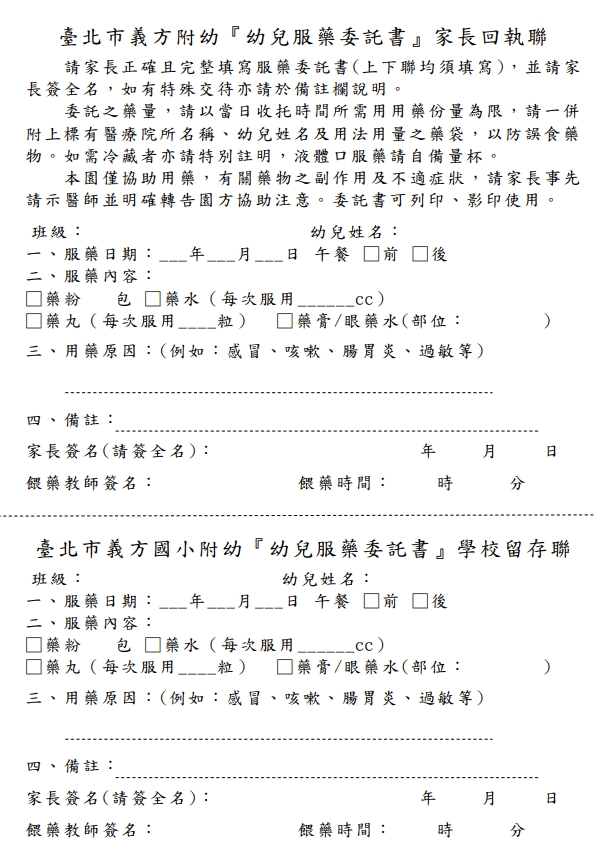 臺北市義方附幼『幼兒服藥委託書』家長回執聯
請家長正確且完整填寫服藥委託書(上下聯均須填寫)，並請家
長簽全名，如有特殊交待亦請於備註欄說明。
委託之藥量，請以當日收托時間所需用用藥份量為限，請一併
附上標有醫療院所名稱、幼兒姓名及用法用量之藥袋，以防誤食藥
物。如需冷藏者亦請特別註明，液體口服藥請自備量杯。
本園僅協助用藥，有關藥物之副作用及不適症狀，請家長事先
請示醫師並明確轉告園方協助注意。委託書可列印、影印使用。
班級： 幼兒姓名：
一、服藥日期：___年___月___日 午餐 □前 □後
二、服藥內容：
□藥粉 包 □藥水（每次服用______cc）
□藥丸（每次服用____粒） □藥膏/眼藥水(部位： )
三、用藥原因：(例如：感冒、咳嗽、腸胃炎、過敏等)
四、備註：
家長簽名(請簽全名)： 年 月 日
餵藥教師簽名： 餵藥時間： 時 分
臺北市義方國小附幼『幼兒服藥委託書』學校留存聯
班級： 幼兒姓名：
一、服藥日期：___年___月___日 午餐 □前 □後
二、服藥內容：
□藥粉 包 □藥水（每次服用______cc）
□藥丸（每次服用____粒） □藥膏/眼藥水(部位： )
三、用藥原因：(例如：感冒、咳嗽、腸胃炎、過敏等)
四、備註：
家長簽名(請簽全名)： 年 月 日
餵藥教師簽名： 餵藥時間： 時 分